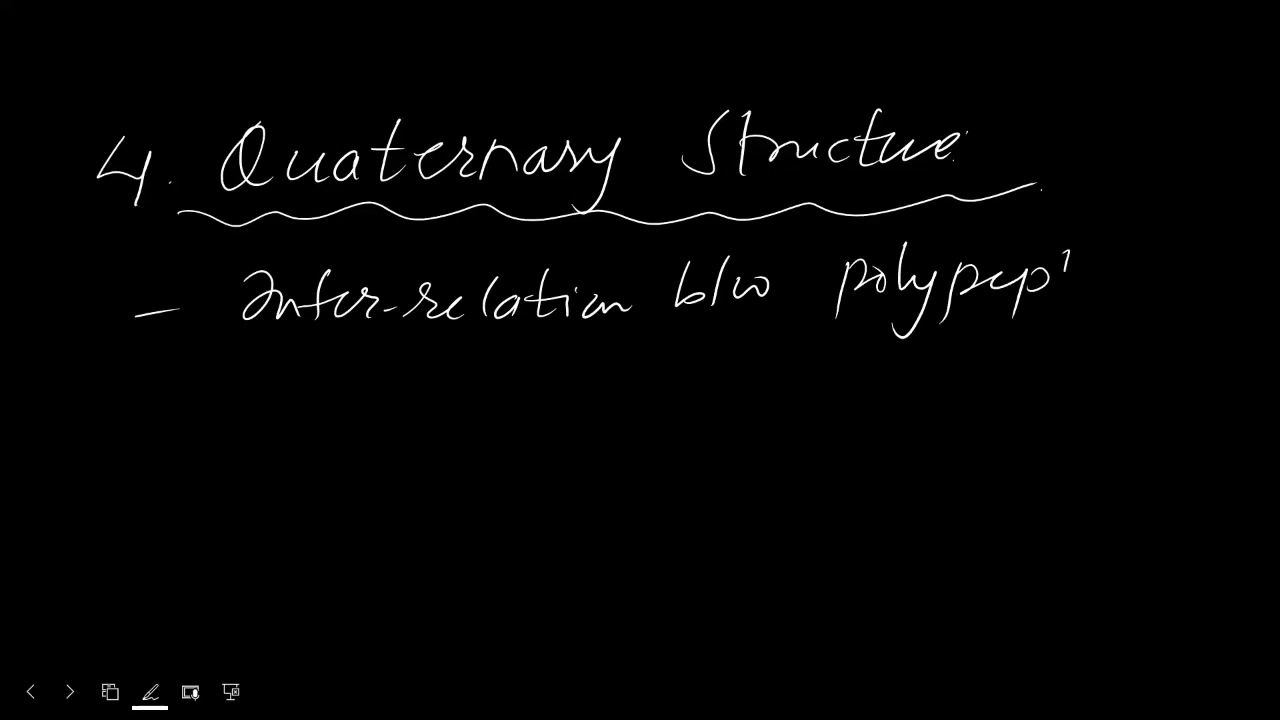 4. Quaternary Structure
- Inter-relation b/w polypep